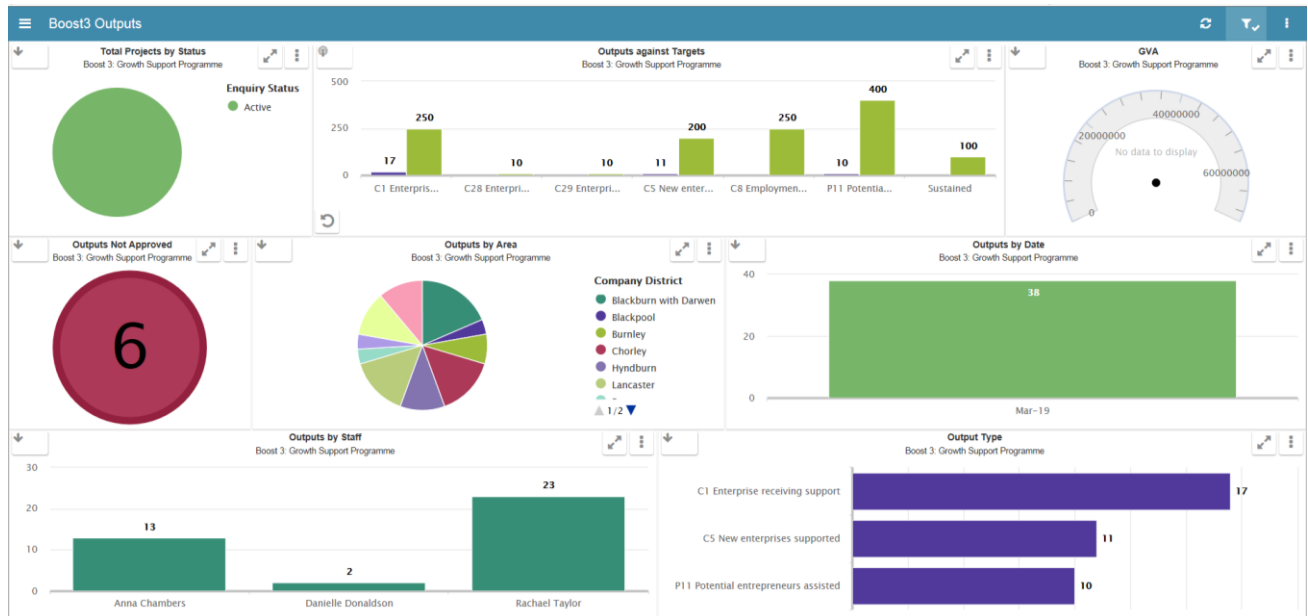 Boost3 Outputs
Total Projects by Status
Boost 3: Growth Support Programme
Enquiry Status
Active
Outputs against Targets
Boost 3: Growth Support Programme
500
250
0
17
250
10
10
11
200
250
10
400
100
C1 Enterpris...
C28 Enterpri...
C29 Enterpri...
C5 New enter...
C8 Employmen...
P11 Potentia...
Sustained
GVA
Boost 3: Growth Support Programme
0
20000000
40000000
60000000
No data to display
Outputs Not Approved
Boost 3: Growth Support Programme
6
Outputs by Area
Boost 3: Growth Support Programme
Company District
Blackburn with Darwen
Blackpool
Burnley
Chorley
Hyndburn
Lancaster
1/2
Outputs by Date
Boost 3: Growth Support Programme
40
20
0
38
Mar-19
Outputs by Staff
Boost 3: Growth Support Programme
30
20
10
0
13
2
23
Anna Chambers
Danielle Donaldson
Rachael Taylor
Output Type
Boost 3: Growth Support Programme
C1 Enterprise receiving support
17
C5 New enterprises supported
11
P11 Potential entrepreneurs assisted
10